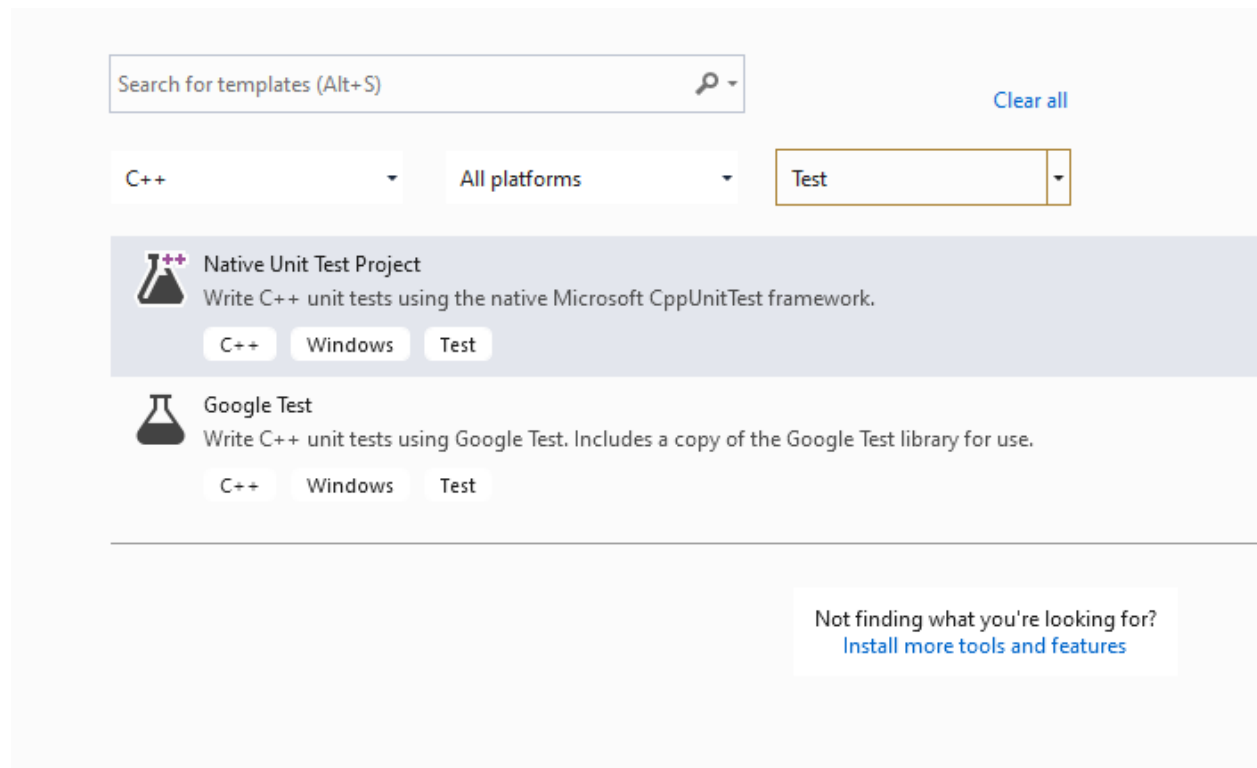 Search for templates (Alt+S)
Clear all
C++
All platforms
Test
Native Unit Test Project
Write C++ unit tests using the native Microsoft CppUnitTest framework.
C++ Windows Test
Google Test
Write C++ unit tests using Google Test. Includes a copy of the Google Test library for use.
C++ Windows Test
Not finding what you're looking for?
Install more tools and features